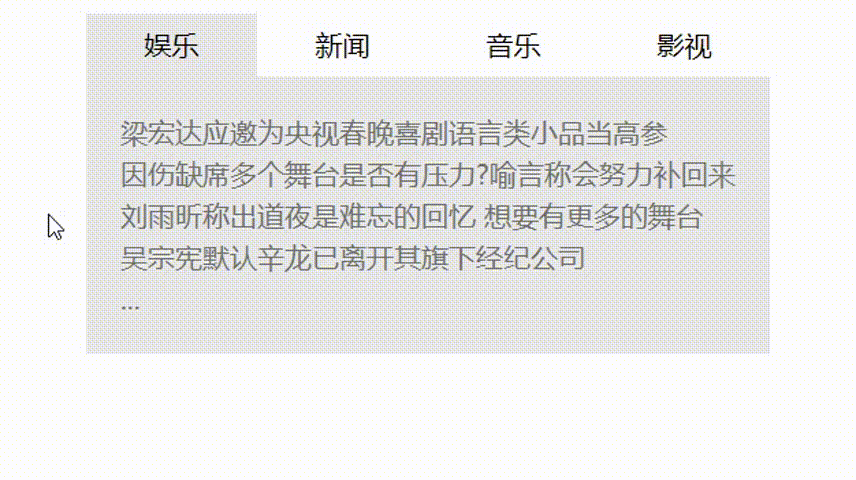 娱乐 新闻 音乐 影视
梁宏达应邀为央视春晚喜剧语言类小品当高参
因伤缺席多个舞台是否有压力?喻言称会努力补回来
刘雨昕称出道夜是难忘的回忆 想要有更多的舞台
吴宗宪默认辛龙已离开其旗下经纪公司
...